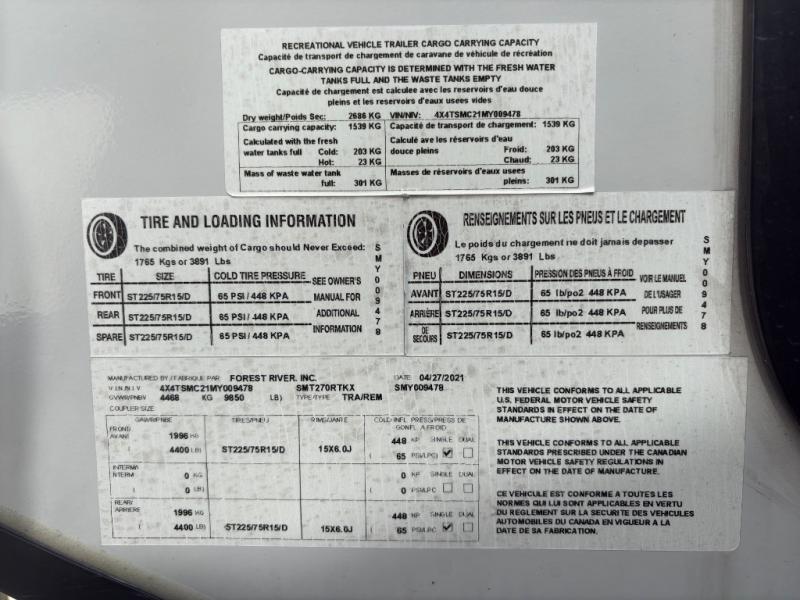 RECREATIONAL VEHICLE TRAILER CARGO CARRYING CAPACITY
Capacité de transport de chargement de caravane de véhicule de récréation
CARGO-CARRYING CAPACITY IS DETERMINED WITH THE FRESH WATER
TANKS FULL AND THE WASTE TANKS EMPTY
Capacité de chargement est calculee avec les reservoirs d'eau douce
pleins et les reservoirs d'eaux usees vides
Dry weight/Poids Sec: 2686 KG VIN/NIV: 4X4TSMC21MY009478
Cargo carrying capacity: 1539 KG Capacité de transport de chargement: 1539 KG
Calculated with the fresh Calculé ave les réservoirs d'eau
water tanks full Cold: 203 KG douce pleins Froid: 203 KG
Hot: 23 KG Chaud: 23 KG
Mass of waste water tank Masses de réservoirs d'eaux usees
full: 301 KG pleins: 301 KG
TIRE AND LOADING INFORMATION
The combined weight of Cargo should Never Exceed:
1765 Kgs or 3891 Lbs
TIRE SIZE COLD TIRE PRESSURE SEE OWNER'S
FRONT ST225/75R15/D 65 PSI / 448 KPA MANUAL FOR
REAR ST225/75R15/D 65 PSI / 448 KPA ADDITIONAL
SPARE ST225/75R15/D 65 PSI / 448 KPA INFORMATION
SMY009478
RENSEIGNEMENTS SUR LES PNEUS ET LE CHARGEMENT
Le poids du chargement ne doit jamais depasser
1765 Kgs or 3891 Lbs
PNEU DIMENSIONS PRESSION DES PNEUS À FROID VOIR LE MANUEL
AVANT ST225/75R15/D 65 lb/po2 448 KPA DE L'USAGER
ARRIÈRE ST225/75R15/D 65 lb/po2 448 KPA POUR PLUS DE
DE SECOURS ST225/75R15/D 65 lb/po2 448 KPA RENSEIGNEMENTS
SMY009478
MANUFACTURED BY / FABRIQUE PAR FOREST RIVER, INC. DATE 04/27/2021
V.I.N./N.I.V 4X4TSMC21MY009478 SMT270RTKX SMY009478
GVWR/PNBV 4468 KG 9850 LB) TYPE/TYPE TRA/REM
COUPLER SIZE
GAWR/PNBE TIRES/PNEU RIMS/JANTE COLD INFL PRESS/PRESS DE
GONFL A FROID
FRONT/
AVANT 1996 KG 448 KP SINGLE DUAL
( 4400 LB) ST225/75R15/D 15X6.0J ( 65 PSI/LPC)
INTERM/
INTERM 0 KG 0 KP SINGLE DUAL
( 0 LB) ( 0 PSI/LPC
REAR/
ARRIERE 1996 KG 448 KP SINGLE DUAL
( 4400 LB) ST225/75R15/D 15X6.0J ( 65 PSI/LPC
THIS VEHICLE CONFORMS TO ALL APPLICABLE
U.S. FEDERAL MOTOR VEHICLE SAFETY
STANDARDS IN EFFECT ON THE DATE OF
MANUFACTURE SHOWN ABOVE.
THIS VEHICLE CONFORMS TO ALL APPLICABLE
STANDARDS PRESCRIBED UNDER THE CANADIAN
MOTOR VEHICLE SAFETY REGULATIONS IN
EFFECT ON THE DATE OF MANUFACTURE.
CE VÉHICULE EST CONFORME A TOUTES LES
NORMES QUI LUI SONT APPLICABLES EN VERTU
DU REGLEMENT SUR LA SECURITE DES VEHICULES
AUTOMOBILES DU CANADA EN VIGUEUR A LA
DATE DE SA FABRICATION.